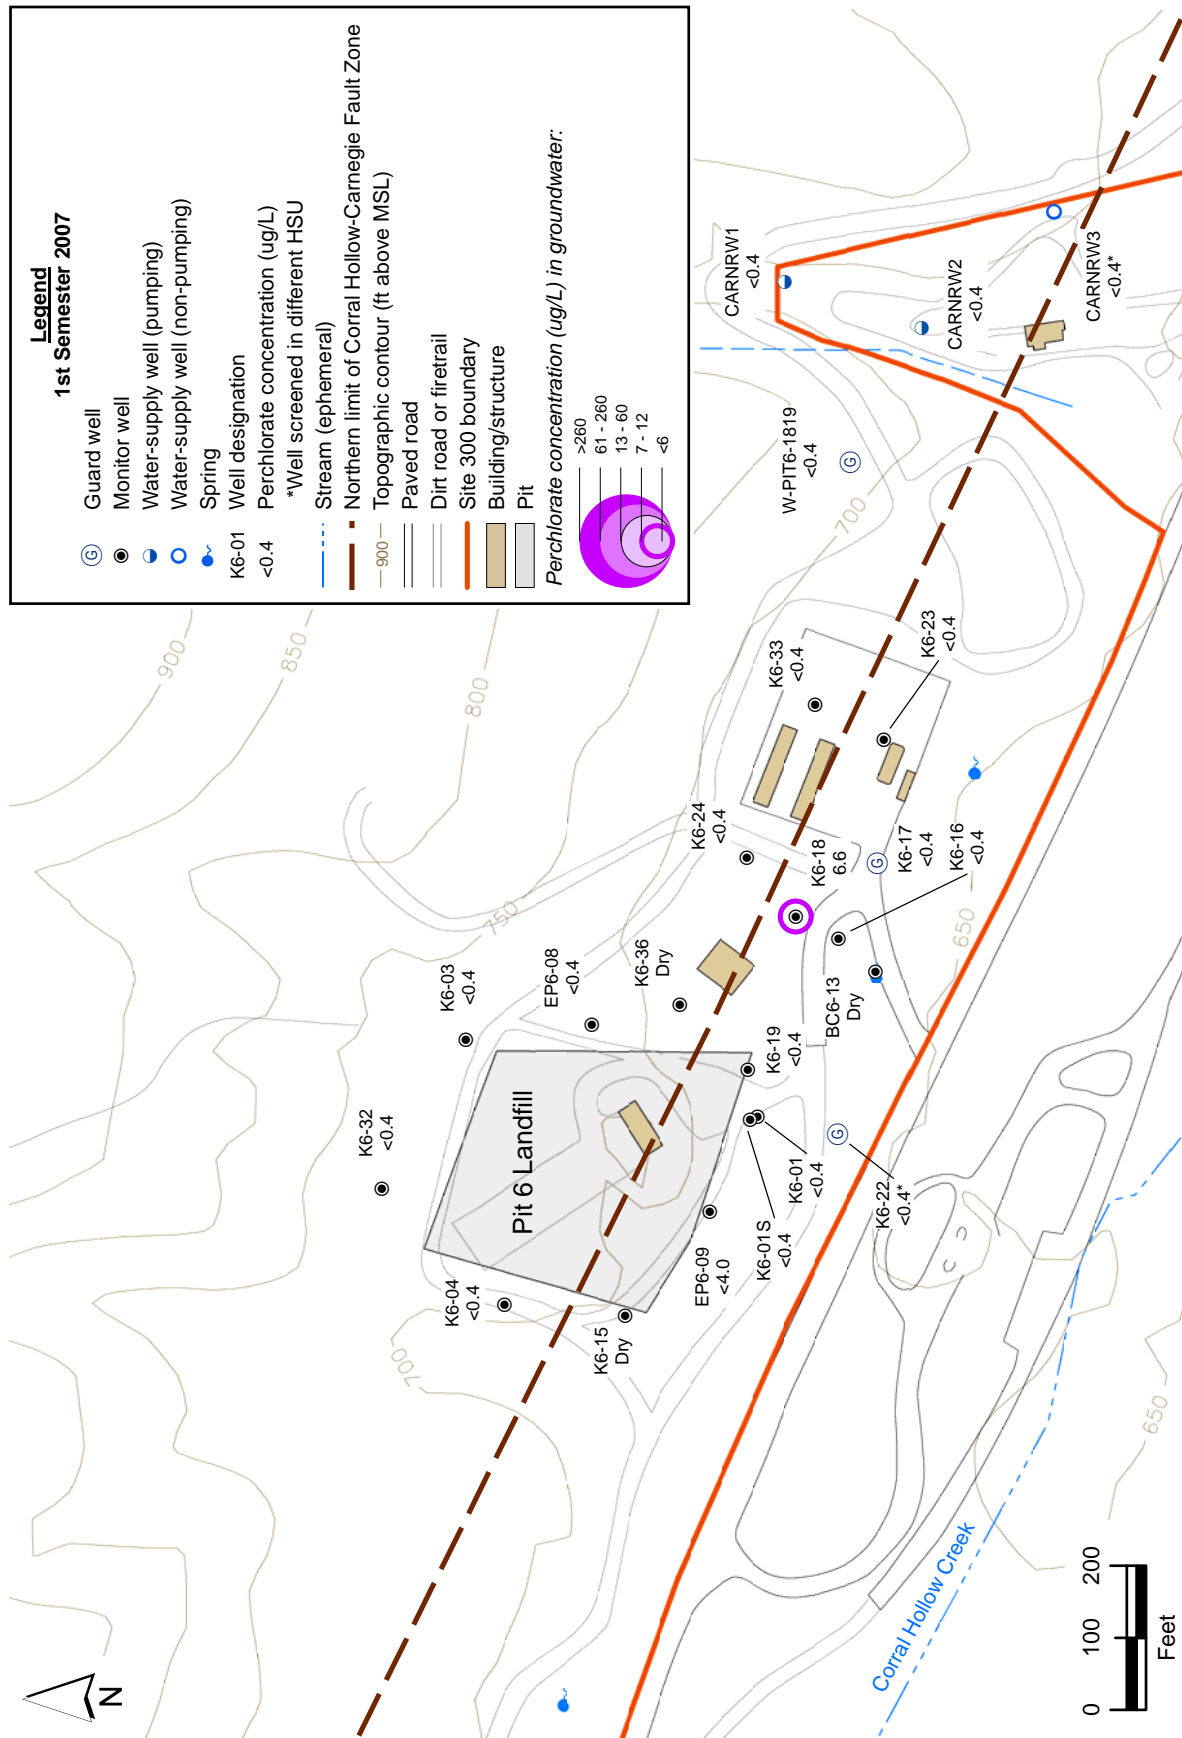 Legend
1st Semester 2007
Guard well
Monitor well
Water-supply well (pumping)
Water-supply well (non-pumping)
Spring
K6-01 Well designation
<0.4 Perchlorate concentration (ug/L)
*Well screened in different HSU
Stream (ephemeral)
Northern limit of Corral Hollow-Carnegie Fault Zone
900 Topographic contour (ft above MSL)
Paved road
Dirt road or firetrail
Site 300 boundary
Building/structure
Pit
Perchlorate concentration (ug/L) in groundwater:
>260
61 - 260
13 - 60
7 - 12
<6
G
N
900
850
800
750
700
700
650
650
K6-32
<0.4
K6-03
<0.4
K6-04
<0.4
EP6-08
<0.4
K6-36
Dry
K6-24
<0.4
K6-33
<0.4
K6-23
<0.4
K6-18
6.6
K6-17
<0.4
G
K6-16
<0.4
BC6-13
Dry
K6-19
<0.4
K6-01
<0.4
K6-01S
<0.4
EP6-09
<4.0
K6-15
Dry
K6-22
<0.4*
G
Pit 6 Landfill
W-PIT6-1819
<0.4
G
CARNRW1
<0.4
CARNRW2
<0.4
CARNRW3
<0.4*
Corral Hollow Creek
0 100 200
Feet